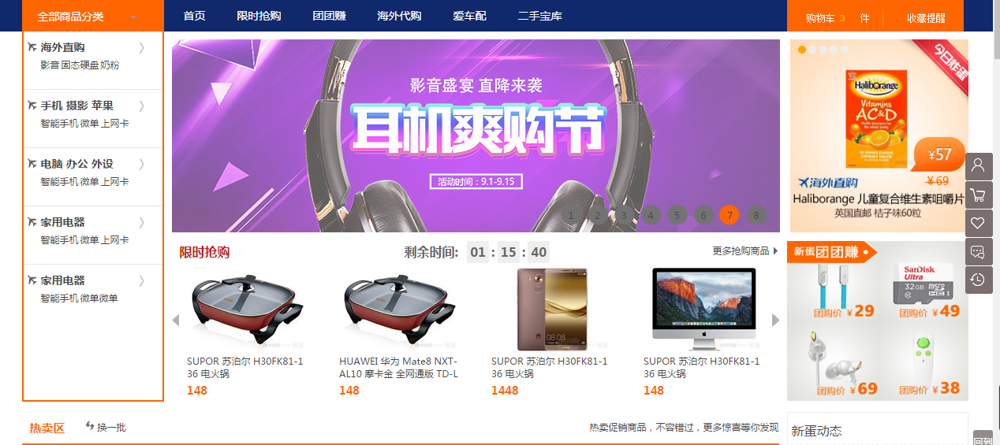 全部商品分类
首页 限时抢购 团团赚 海外代购 爱车配 二手宝库
购物车 3 件 收藏提醒
海外直购
影音 固态硬盘 奶粉
手机 摄影 苹果
智能手机 微单 上网卡
电脑 办公 外设
智能手机 微单 上网卡
家用电器
智能手机 微单 上网卡
家用电器
智能手机 微单微单
影音盛宴 直降来袭
耳机爽购节
活动时间：9.1-9.15
1 2 3 4 5 6 7 8
今日炸蛋
Haliborange
Vitamins
AC&D
¥57
海外直购
¥69
Haliborange 儿童复合维生素咀嚼片
英国直邮 桔子味60粒
限时抢购
剩余时间: 01 : 15 : 40
更多抢购商品
SUPOR 苏泊尔 H30FK81-1
36 电火锅
148
HUAWEI 华为 Mate8 NXT-
AL10 摩卡金 全网通版 TD-L
148
SUPOR 苏泊尔 H30FK81-1
36 电火锅
1448
SUPOR 苏泊尔 H30FK81-1
36 电火锅
148
08:08
新蛋团团赚
SanDisk
Ultra
32GB
micro
HC I
团购价 ¥29
团购价 ¥49
团购价 ¥69
团购价 ¥38
热卖区
换一批
热卖促销商品，不容错过，更多惊喜等你发现
新蛋动态
回到